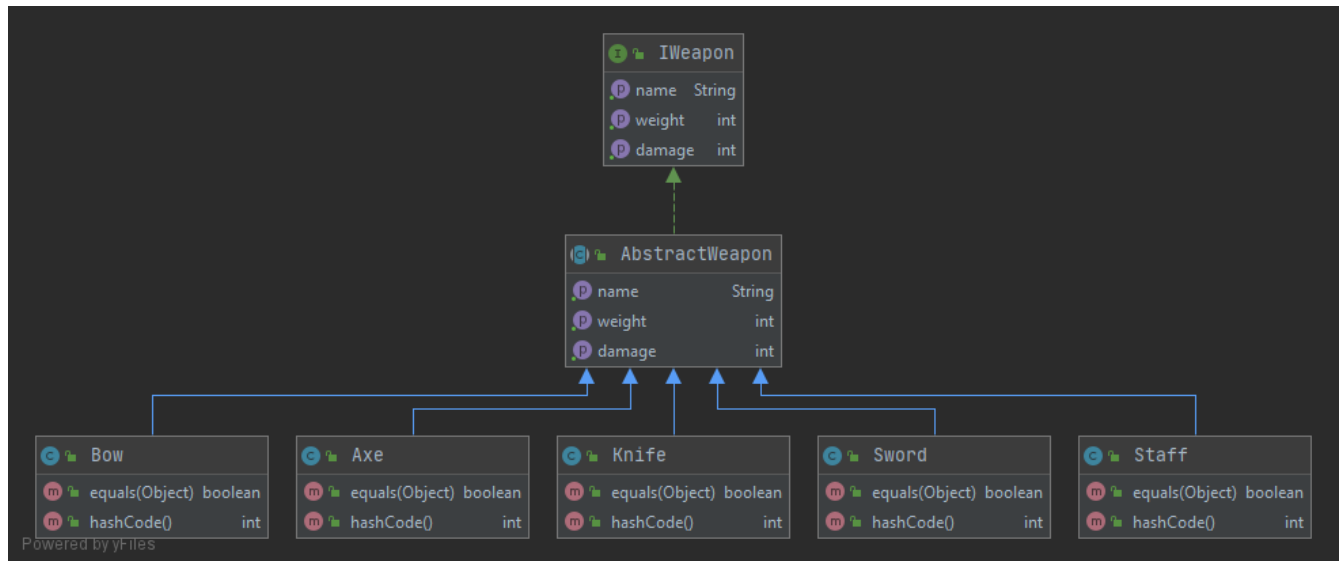 IWeapon
name String
weight int
damage int
AbstractWeapon
name String
weight int
damage int
Bow
equals(Object) boolean
hashCode() int
Axe
equals(Object) boolean
hashCode() int
Knife
equals(Object) boolean
hashCode() int
Sword
equals(Object) boolean
hashCode() int
Staff
equals(Object) boolean
hashCode() int
Powered by yFiles